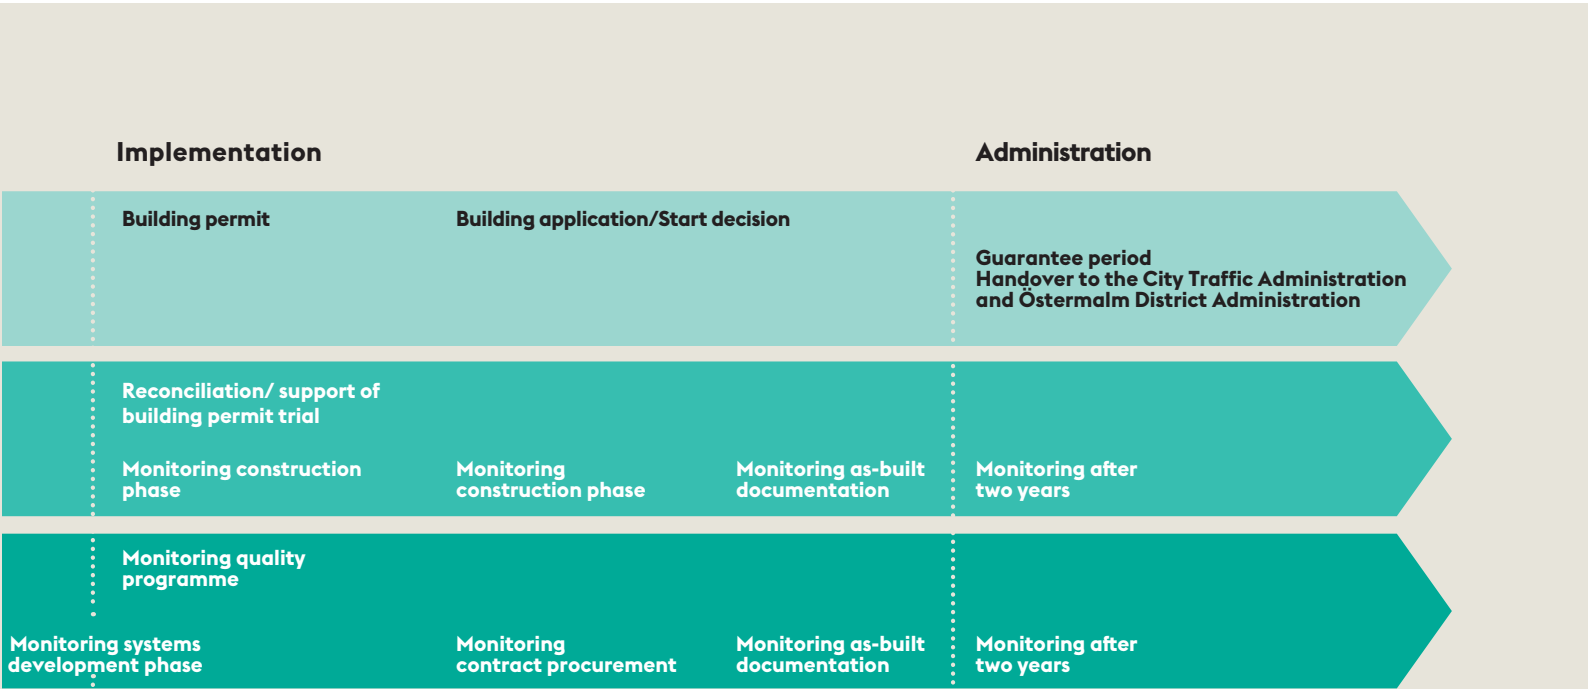 Implementation
Administration
Building permit
Building application/Start decision
Guarantee period
Handover to the City Traffic Administration
and Östermalm District Administration
Reconciliation/ support of
building permit trial
Monitoring construction
phase
Monitoring
construction phase
Monitoring as-built
documentation
Monitoring after
two years
Monitoring quality
programme
Monitoring systems
development phase
Monitoring
contract procurement
Monitoring as-built
documentation
Monitoring after
two years